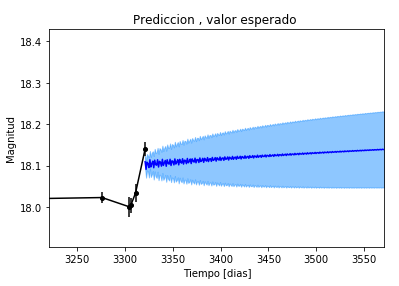 Prediccion , valor esperado
18.4
18.3
18.2
18.1
18.0
Magnitud
3250 3300 3350 3400 3450 3500 3550
Tiempo [dias]